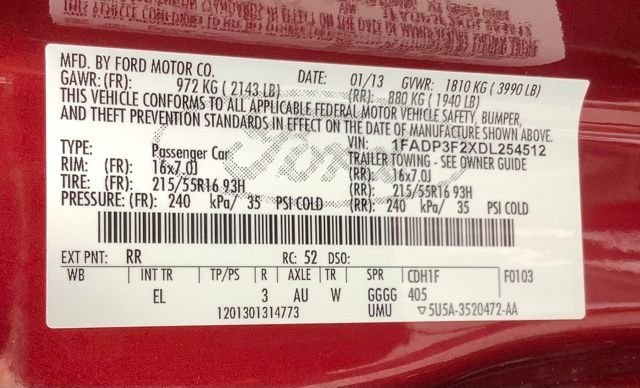 MFD. BY FORD MOTOR CO. DATE: 01/13 GVWR: 1810 KG (3990 LB)
GAWR: (FR): 972 KG (2143 LB) (RR): 880 KG (1940 LB)
THIS VEHICLE CONFORMS TO ALL APPLICABLE FEDERAL MOTOR VEHICLE SAFETY, BUMPER,
AND THEFT PREVENTION STANDARDS IN EFFECT ON THE DATE OF MANUFACTURE SHOWN ABOVE.
VIN: 1FADP3F2XDL254512
TYPE: Passenger Car TRAILER TOWING - SEE OWNER GUIDE
RIM: (FR): 16x7.0J (RR): 16x7.0J
TIRE: (FR): 215/55R16 93H (RR): 215/55R16 93H
PRESSURE: (FR): 240 kPa/ 35 PSI COLD (RR): 240 kPa/ 35 PSI COLD
EXT PNT: RR RC: 52 DSO:
WB INT TR TP/PS R AXLE TR SPR CDH1F F0103
EL 3 AU W GGGG 405
1201301314773 UMU ▽5U5A-3520472-AA